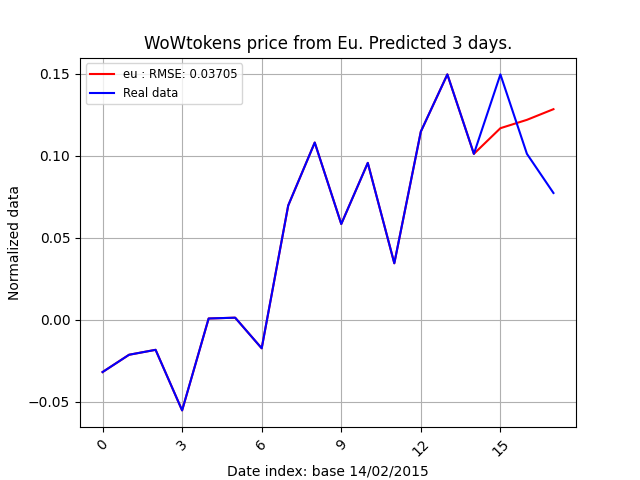 WoWtokens price from Eu. Predicted 3 days.
eu : RMSE: 0.03705
Real data
0.15
0.10
0.05
0.00
−0.05
Normalized data
0
3
6
9
12
15
Date index: base 14/02/2015